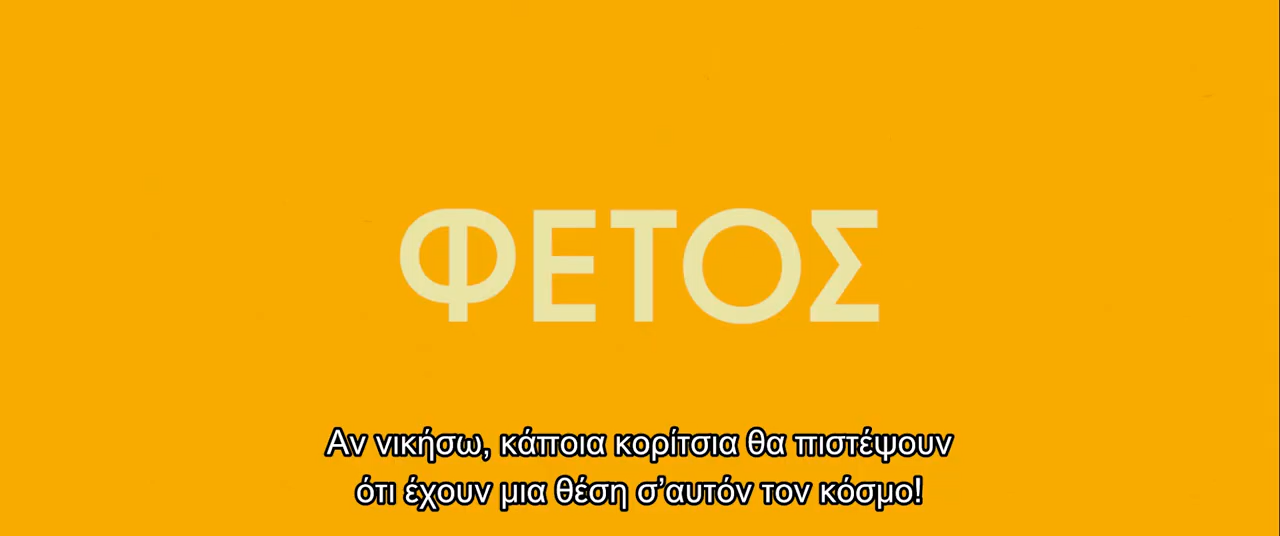 ΦΕΤΟΣ
Αν νικήσω, κάποια κορίτσια θα πιστέψουν
ότι έχουν μια θέση σ'αυτόν τον κόσμο!